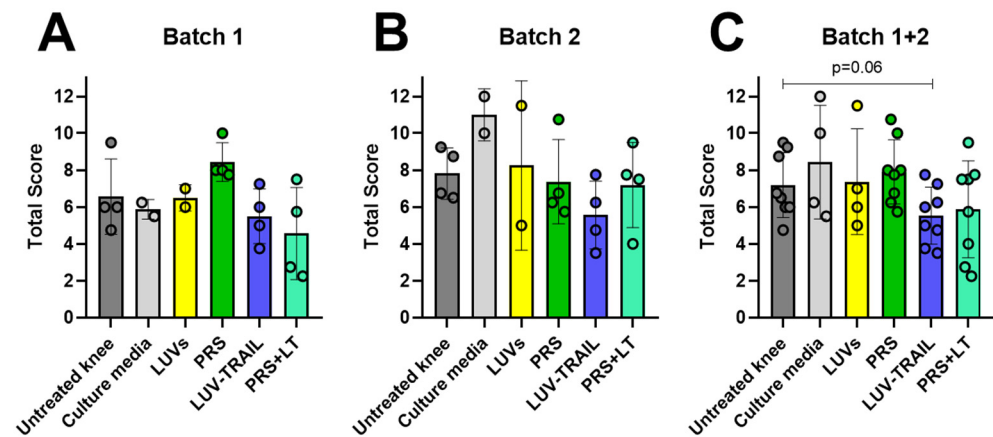 A
Batch 1
Total Score
12
10
8
6
4
2
0
Untreated knee
Culture media
LUVs
PRS
LUV-TRAIL
PRS+LT
B
Batch 2
Total Score
12
10
8
6
4
2
0
Untreated knee
Culture media
LUVs
PRS
LUV-TRAIL
PRS+LT
C
Batch 1+2
p=0.06
Total Score
12
10
8
6
4
2
0
Untreated knee
Culture media
LUVs
PRS
LUV-TRAIL
PRS+LT